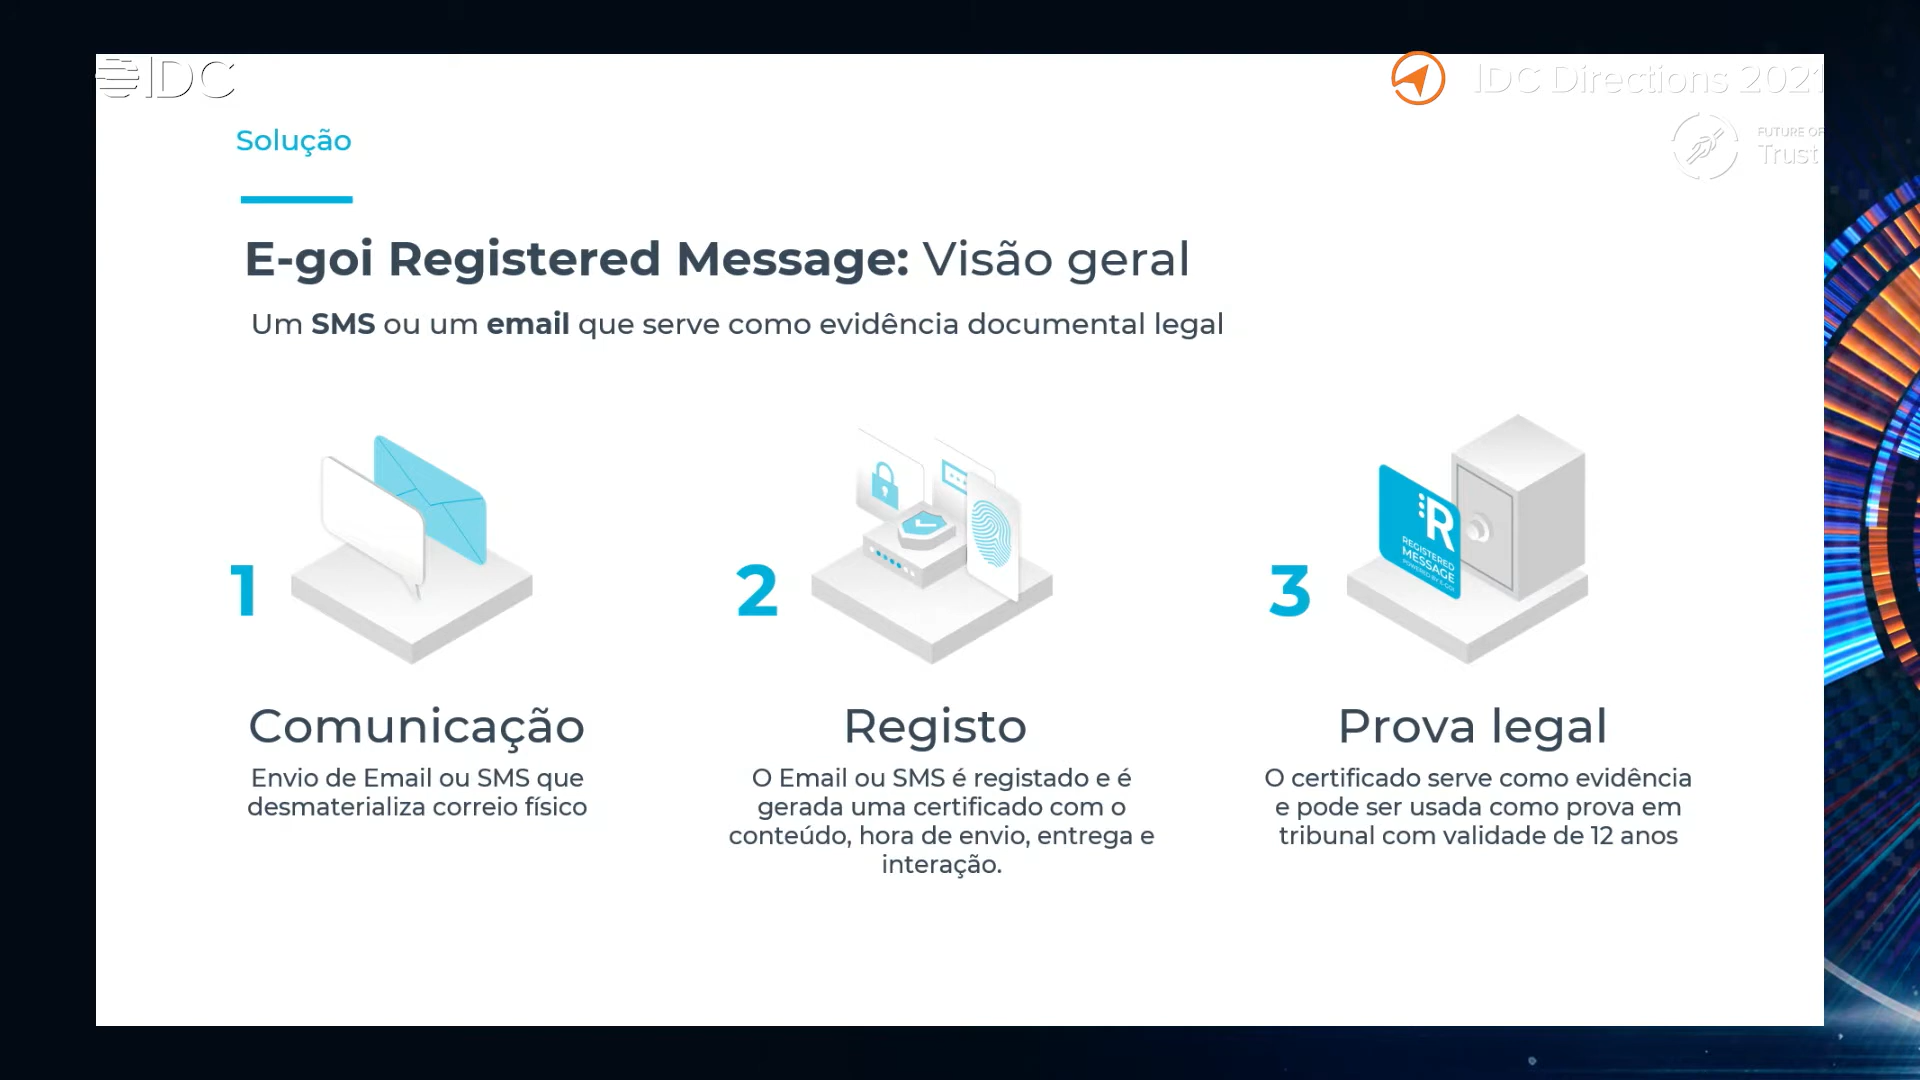 IDC
IDC Directions 2021
FUTURE OF
Trust
Solução
E-goi Registered Message: Visão geral
Um SMS ou um email que serve como evidência documental legal
R
REGISTERED
MESSAGE
POWERED BY E-GOI
1
2
3
Comunicação
Envio de Email ou SMS que
desmaterializa correio físico
Registo
O Email ou SMS é registado e é
gerada uma certificado com o
conteúdo, hora de envio, entrega e
interação.
Prova legal
O certificado serve como evidência
e pode ser usada como prova em
tribunal com validade de 12 anos